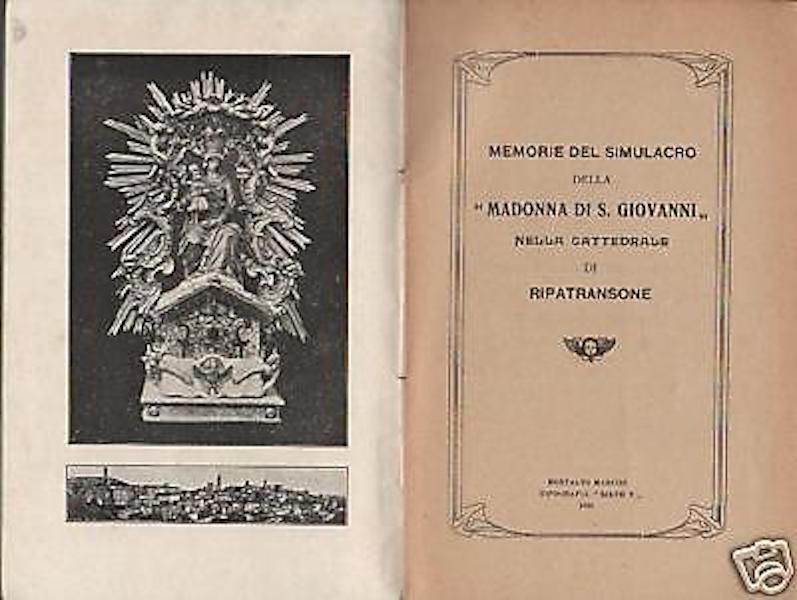 MEMORIE DEL SIMULACRO
DELLA
“ MADONNA DI S. GIOVANNI „
NELLA CATTEDRALE
DI
RIPATRANSONE
MONTALTO MARCHE
TIPOGRAFIA “ SISTO V „